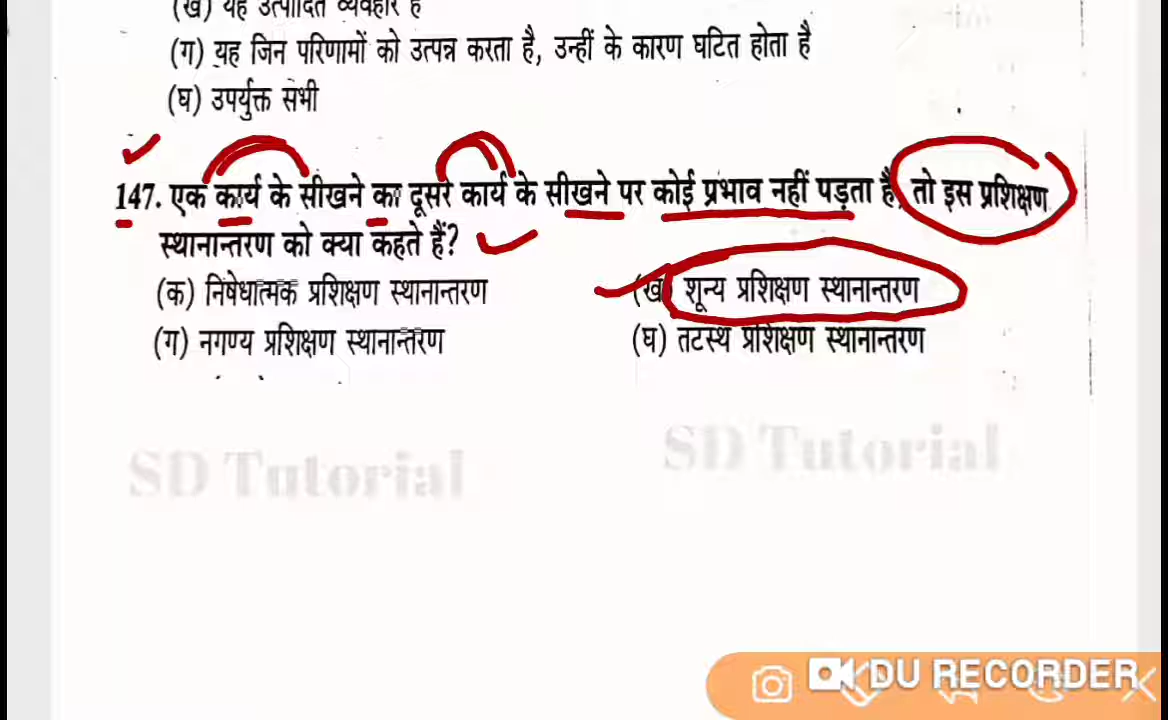 (ख) यह उत्पादित व्यवहार है
(ग) यह जिन परिणामों को उत्पन्न करता है, उन्हीं के कारण घटित होता है
(घ) उपर्युक्त सभी
147. एक कार्य के सीखने का दूसरे कार्य के सीखने पर कोई प्रभाव नहीं पड़ता है, तो इस प्रशिक्षण
स्थानान्तरण को क्या कहते हैं?
(क) निषेधात्मक प्रशिक्षण स्थानान्तरण (ख) शून्य प्रशिक्षण स्थानान्तरण
(ग) नगण्य प्रशिक्षण स्थानान्तरण (घ) तटस्थ प्रशिक्षण स्थानान्तरण
SD Tutorial SD Tutorial
DU RECORDER